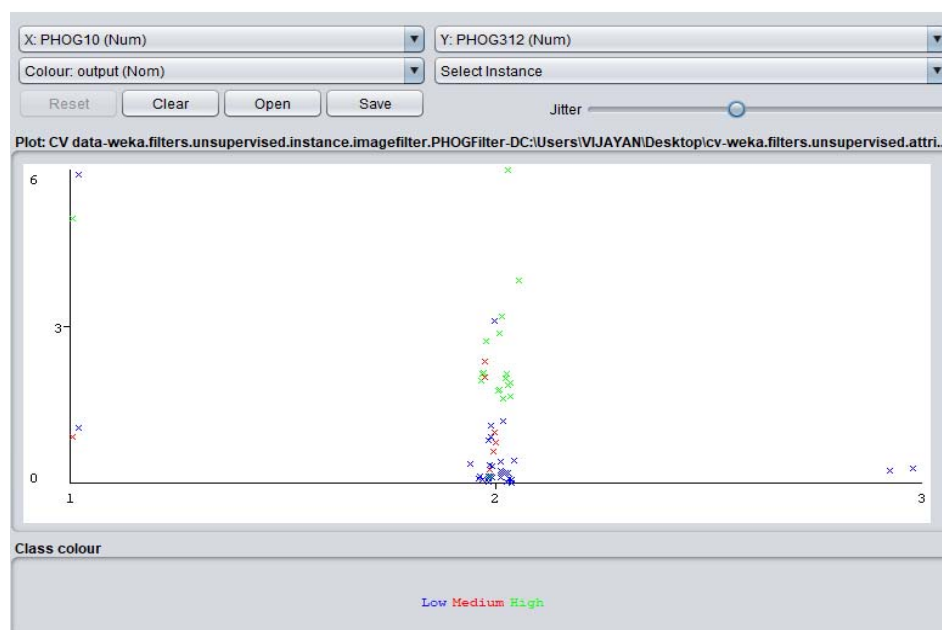 X: PHOG10 (Num) Y: PHOG312 (Num)
Colour: output (Nom) Select Instance
Reset Clear Open Save Jitter
Plot: CV data-weka.filters.unsupervised.instance.imagefilter.PHOGFilter-DC:\Users\VIJAYAN\Desktop\cv-weka.filters.unsupervised.attri..
6
3
0
1 2 3
Class colour
Low Medium High